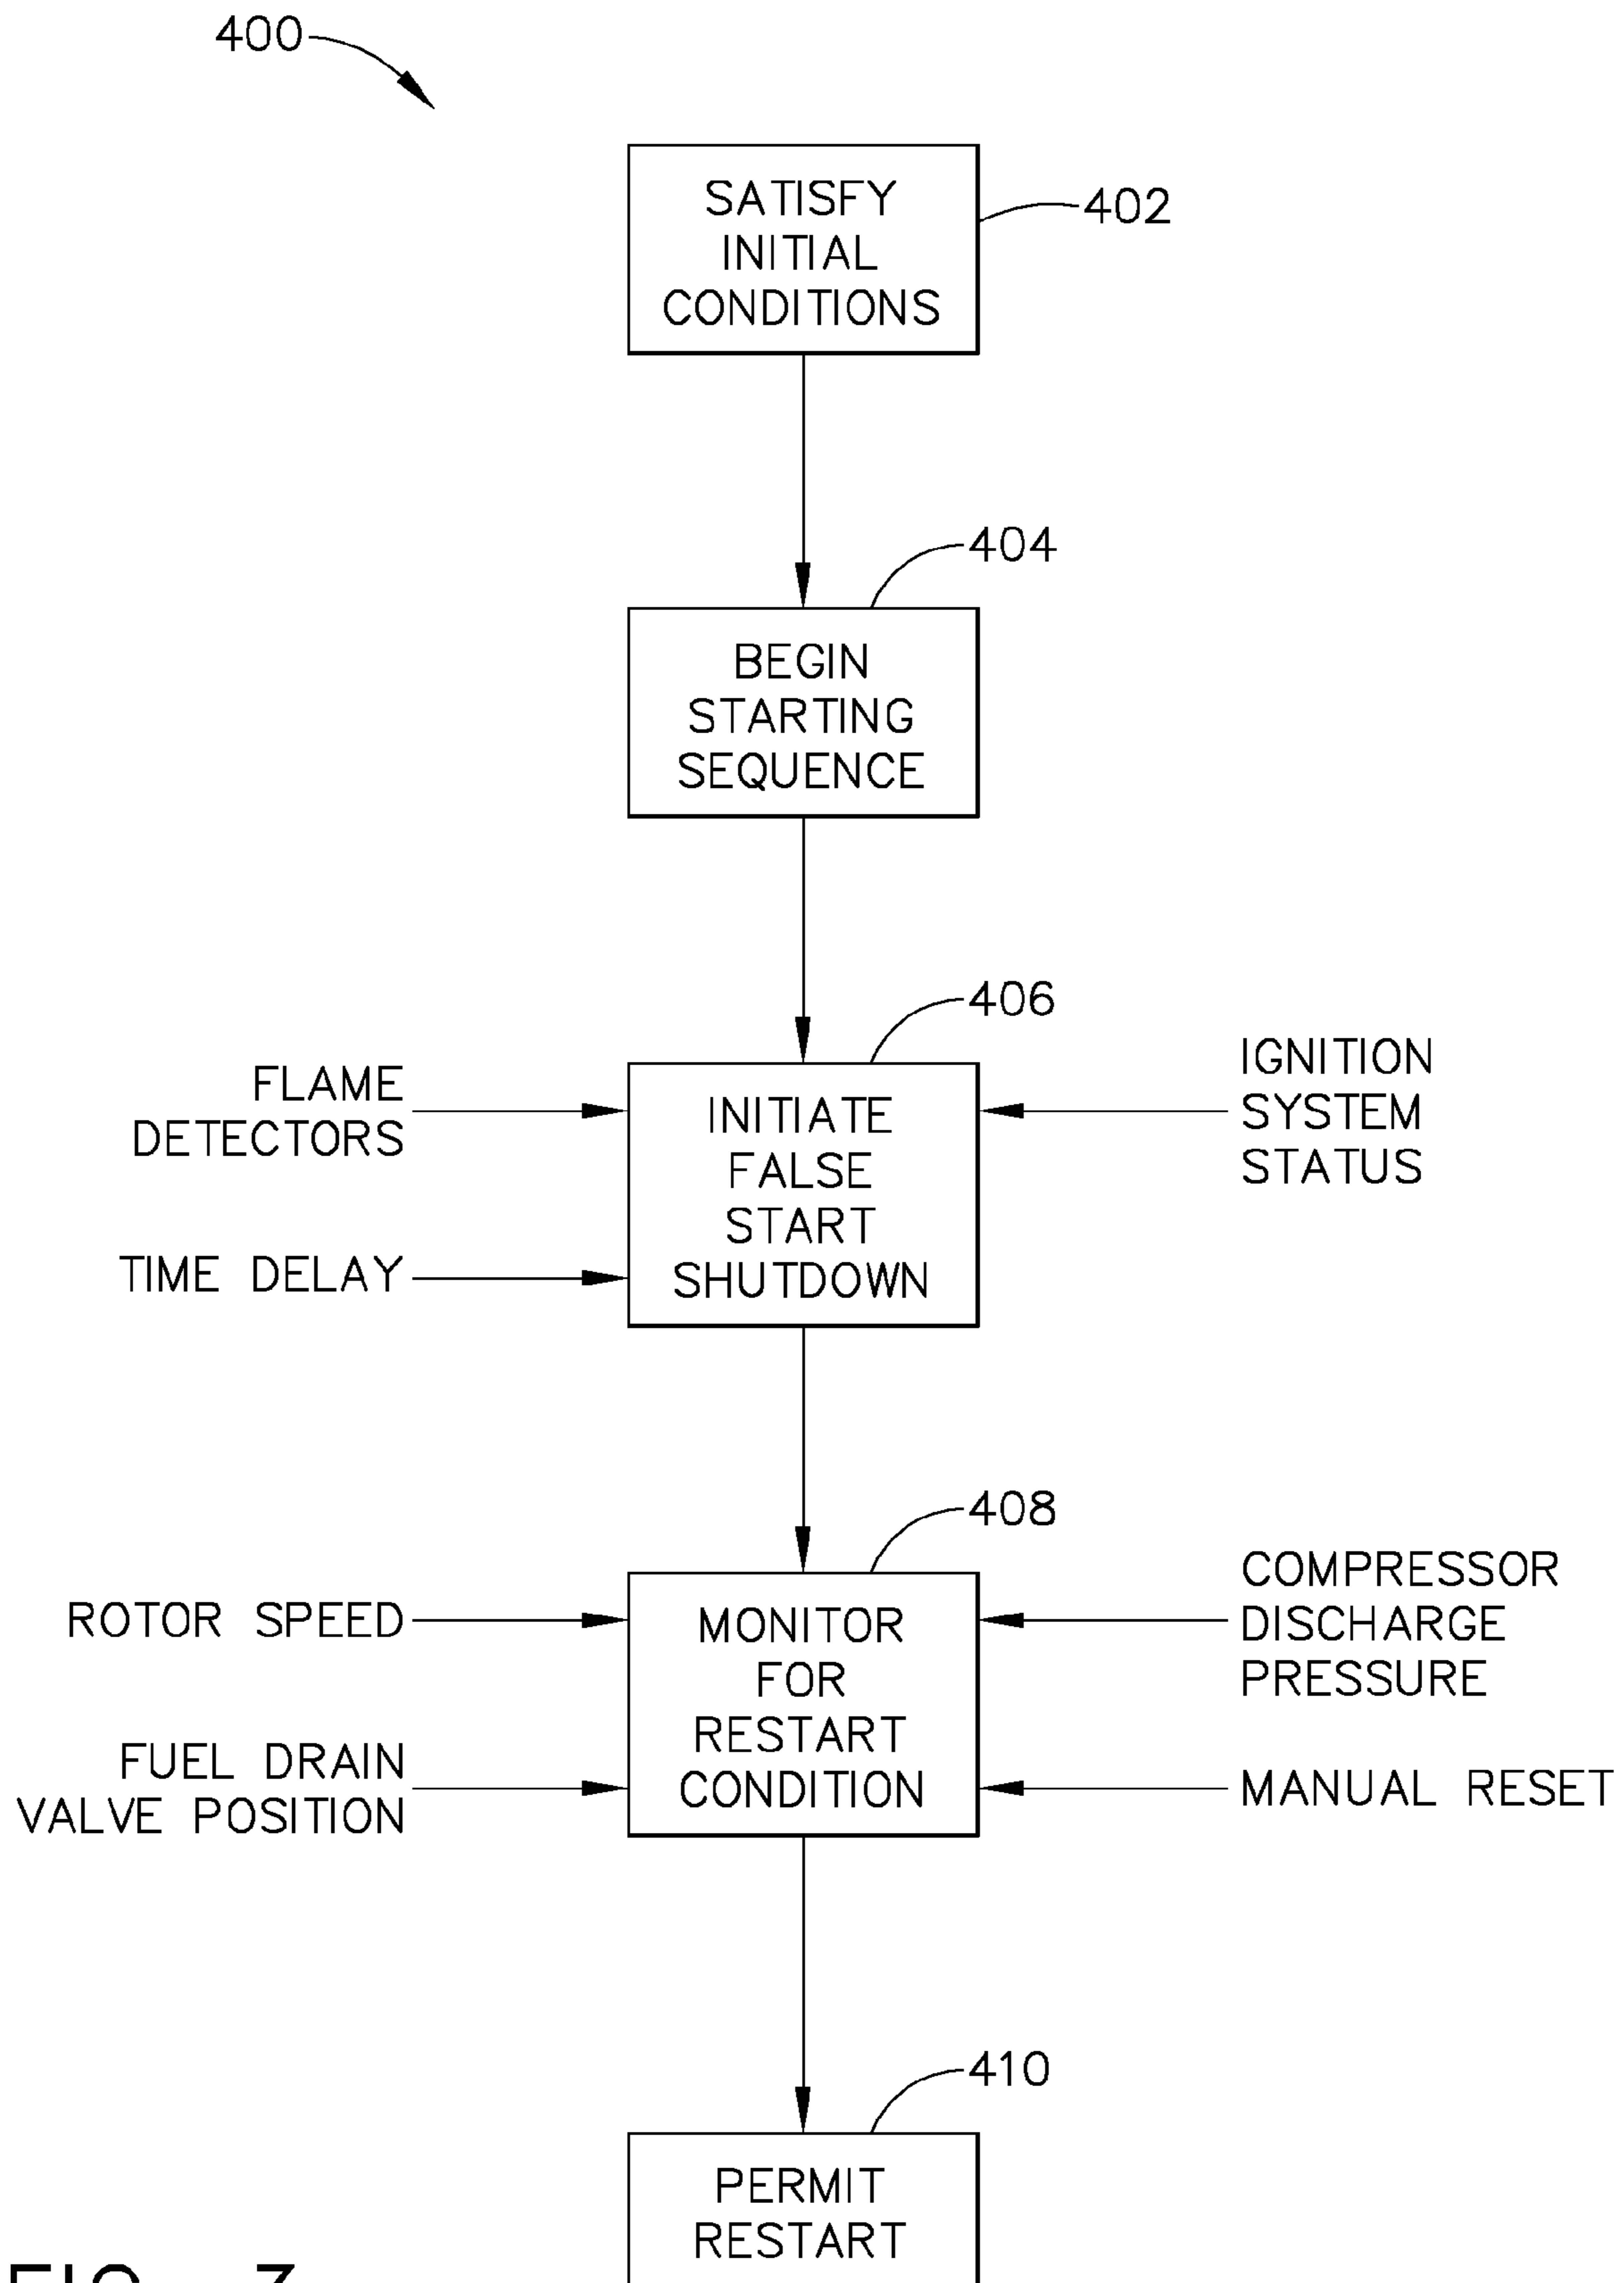 400
SATISFY
INITIAL
CONDITIONS
402
404
BEGIN
STARTING
SEQUENCE
406
FLAME
DETECTORS
TIME DELAY
INITIATE
FALSE
START
SHUTDOWN
IGNITION
SYSTEM
STATUS
408
ROTOR SPEED
FUEL DRAIN
VALVE POSITION
MONITOR
FOR
RESTART
CONDITION
COMPRESSOR
DISCHARGE
PRESSURE
MANUAL RESET
410
PERMIT
RESTART